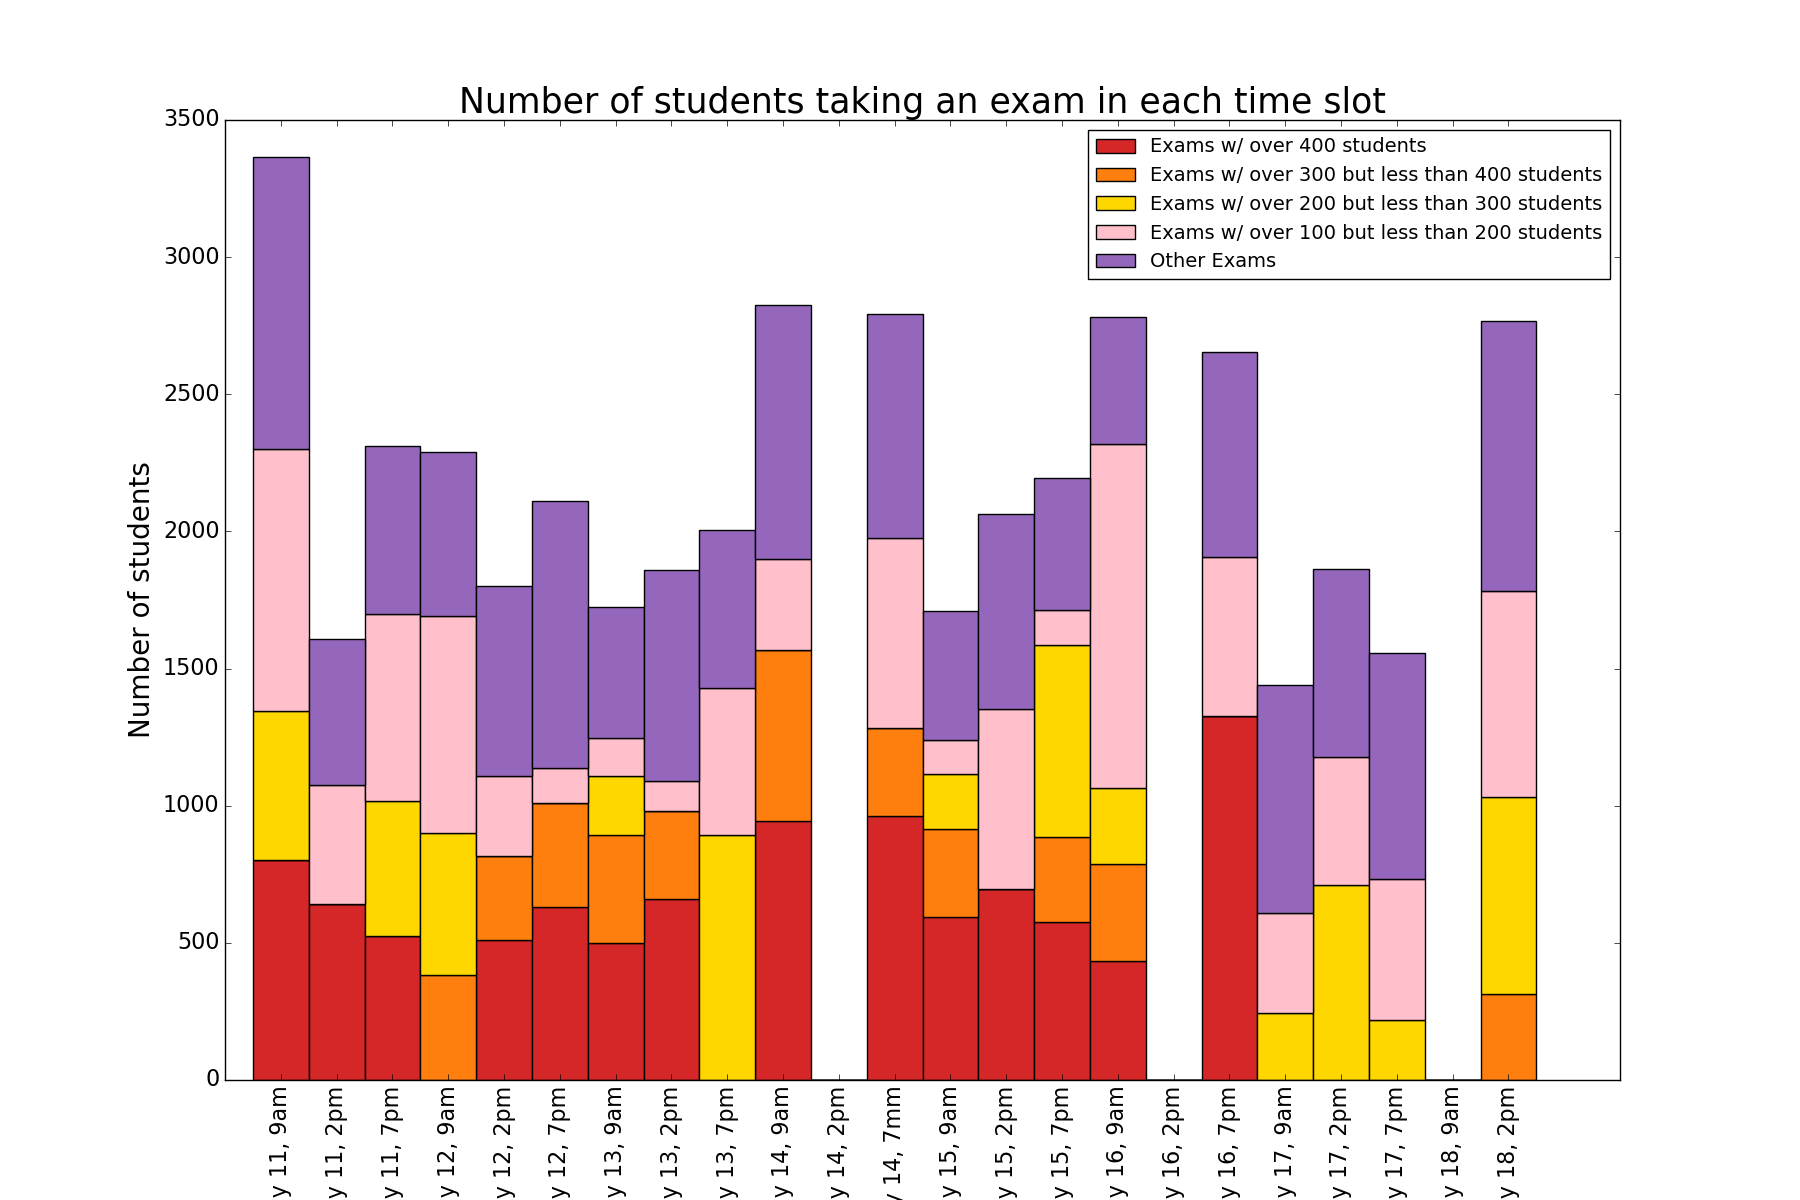 Number of students taking an exam in each time slot
Exams w/ over 400 students
Exams w/ over 300 but less than 400 students
Exams w/ over 200 but less than 300 students
Exams w/ over 100 but less than 200 students
Other Exams
Number of students
3500
3000
2500
2000
1500
1000
500
0
y 11, 9am
y 11, 2pm
y 11, 7pm
y 12, 9am
y 12, 2pm
y 12, 7pm
y 13, 9am
y 13, 2pm
y 13, 7pm
y 14, 9am
y 14, 2pm
y 14, 7mm
y 15, 9am
y 15, 2pm
y 15, 7pm
y 16, 9am
y 16, 2pm
y 16, 7pm
y 17, 9am
y 17, 2pm
y 17, 7pm
y 18, 9am
y 18, 2pm